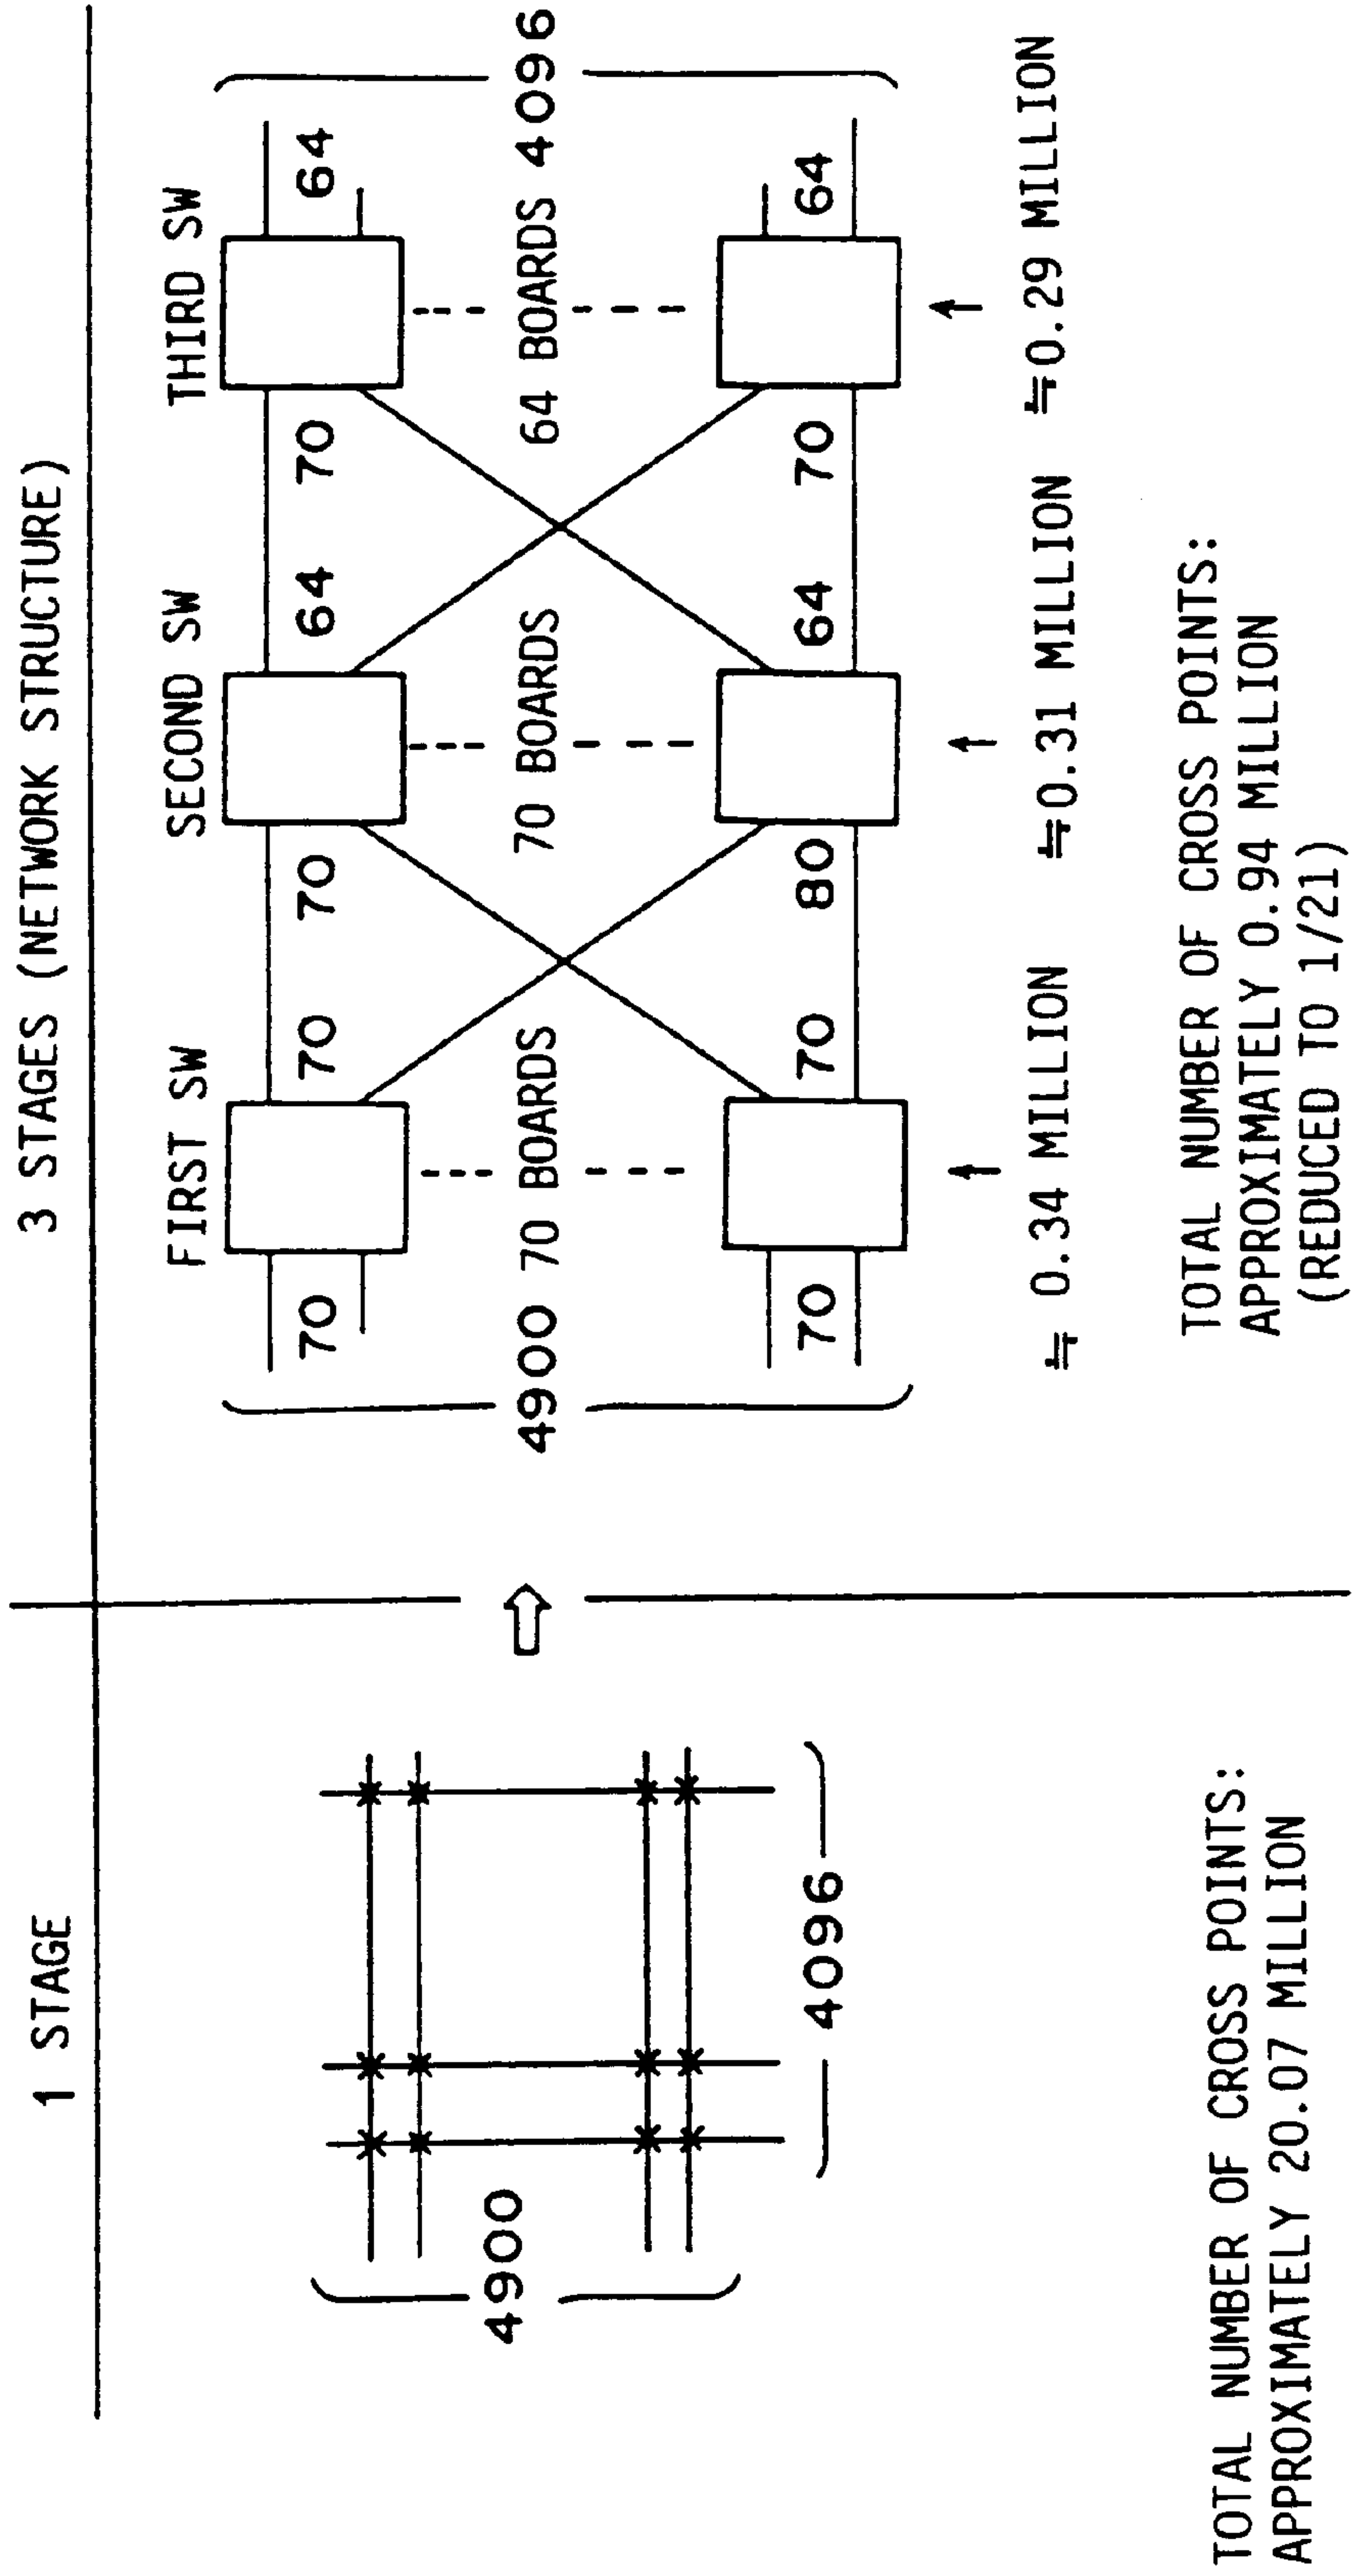 1 STAGE
4900
4096
TOTAL NUMBER OF CROSS POINTS:
APPROXIMATELY 20.07 MILLION
3 STAGES (NETWORK STRUCTURE)
FIRST SW
SECOND SW
THIRD SW
70
70
70
64
70
64
4900
70 BOARDS
70 BOARDS
64 BOARDS
4096
70
70
80
64
70
64
≒ 0.34 MILLION
≒0.31 MILLION
≒0.29 MILLION
TOTAL NUMBER OF CROSS POINTS:
APPROXIMATELY 0.94 MILLION
(REDUCED TO 1/21)